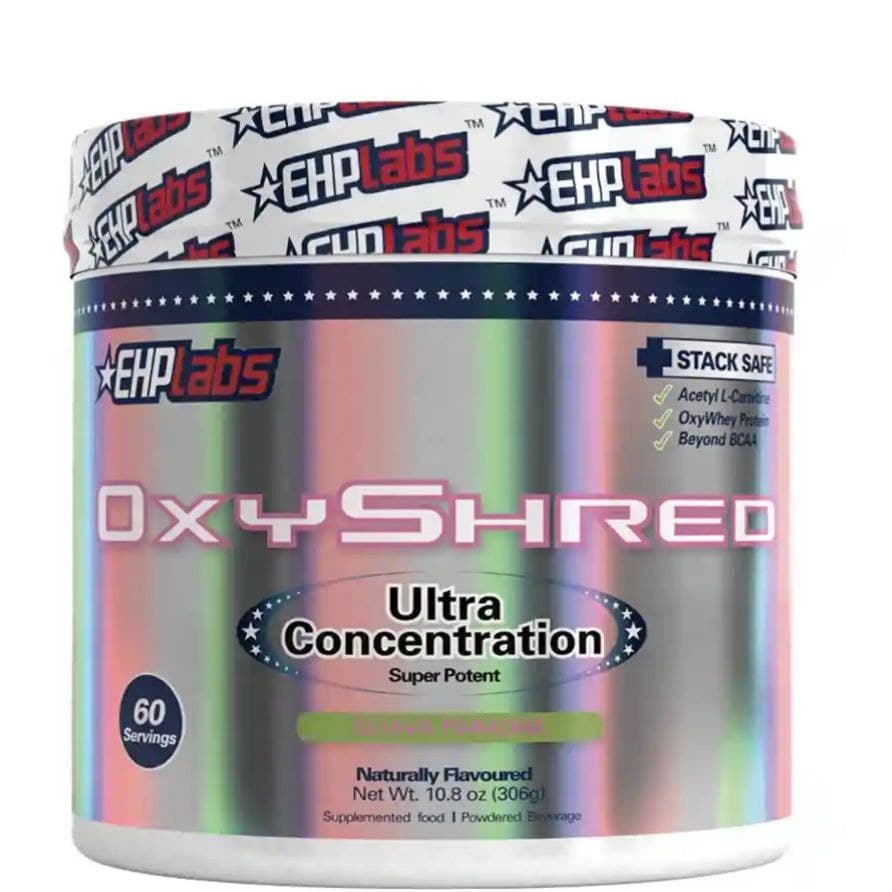 EHPlabs™
EHPlabs
STACK SAFE
Acetyl L-Carnitine
OxyWhey Protein
Beyond BCAA
OxyShred
Ultra
Concentration
Super Potent
60
Servings
Naturally Flavoured
Net Wt. 10.8 oz (306g)
Supplemented food | Powdered Beverage